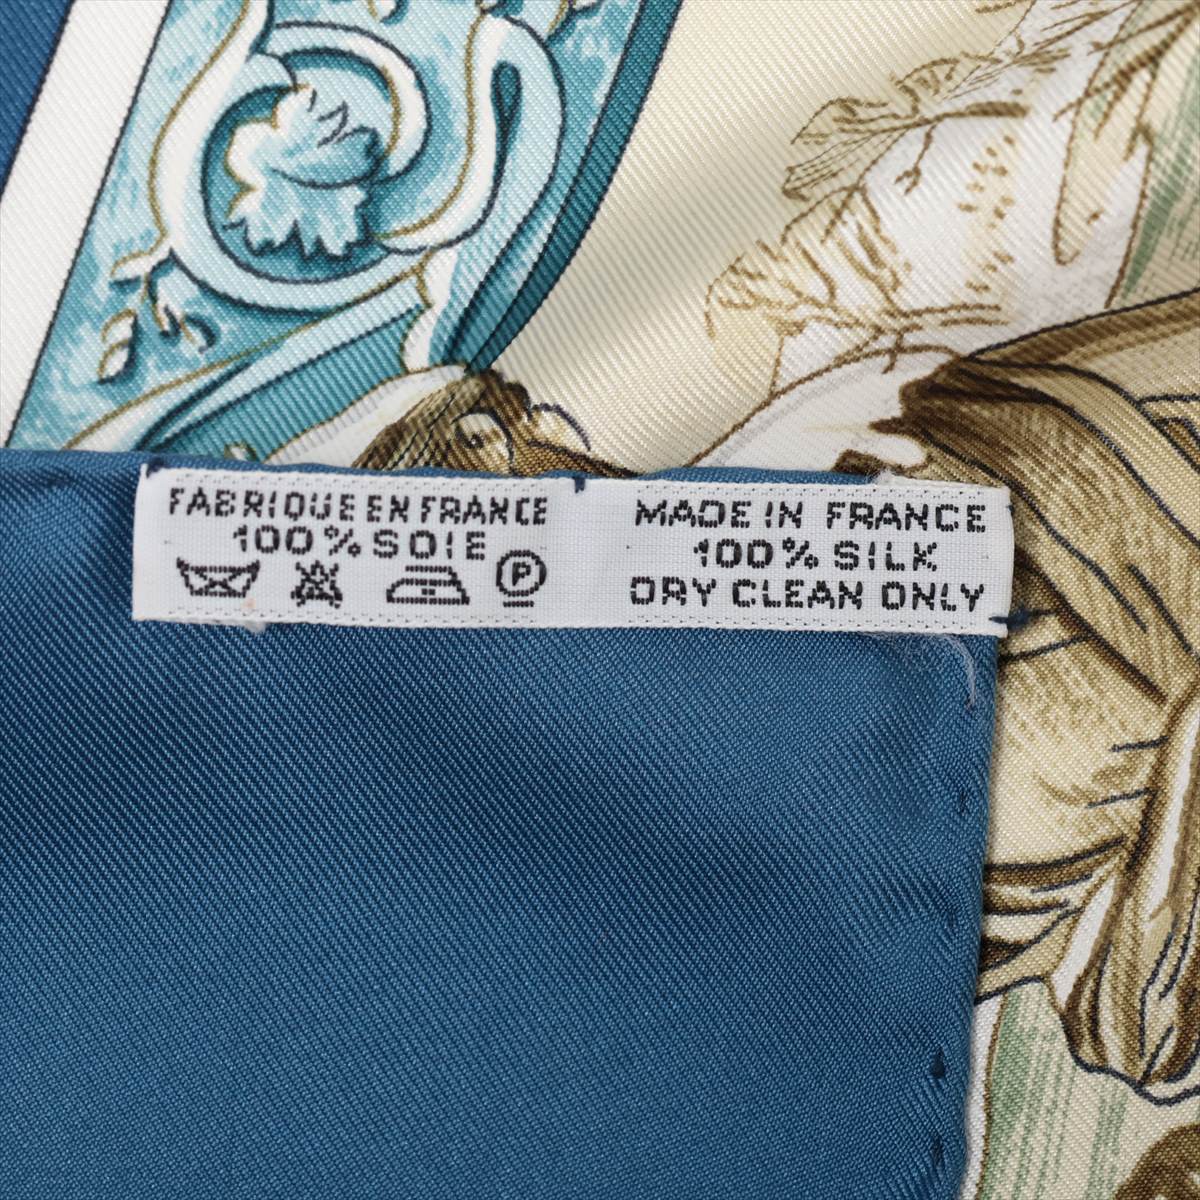 FABRIQUE EN FRANCE
100% SOIE
P
MADE IN FRANCE
100% SILK
DRY CLEAN ONLY